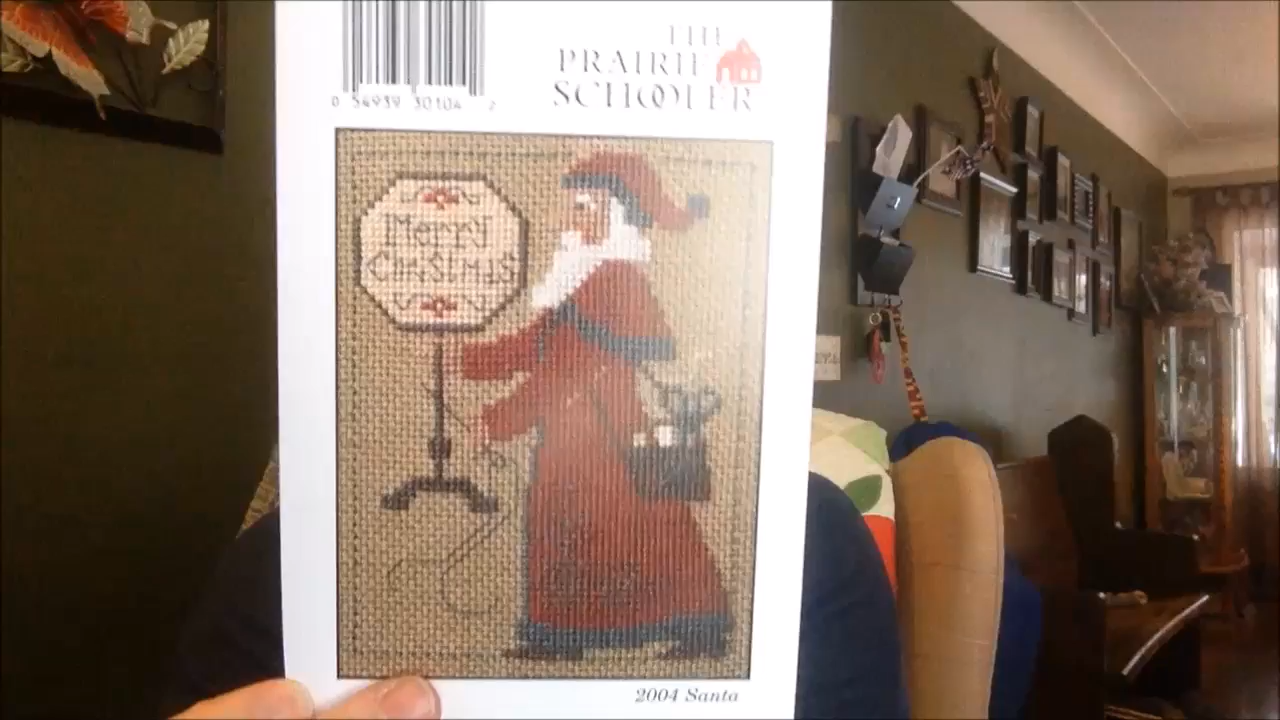 THE
PRAIRIE
SCHOOLER
0 54939 30104 2
Merry
Christmas
2004 Santa